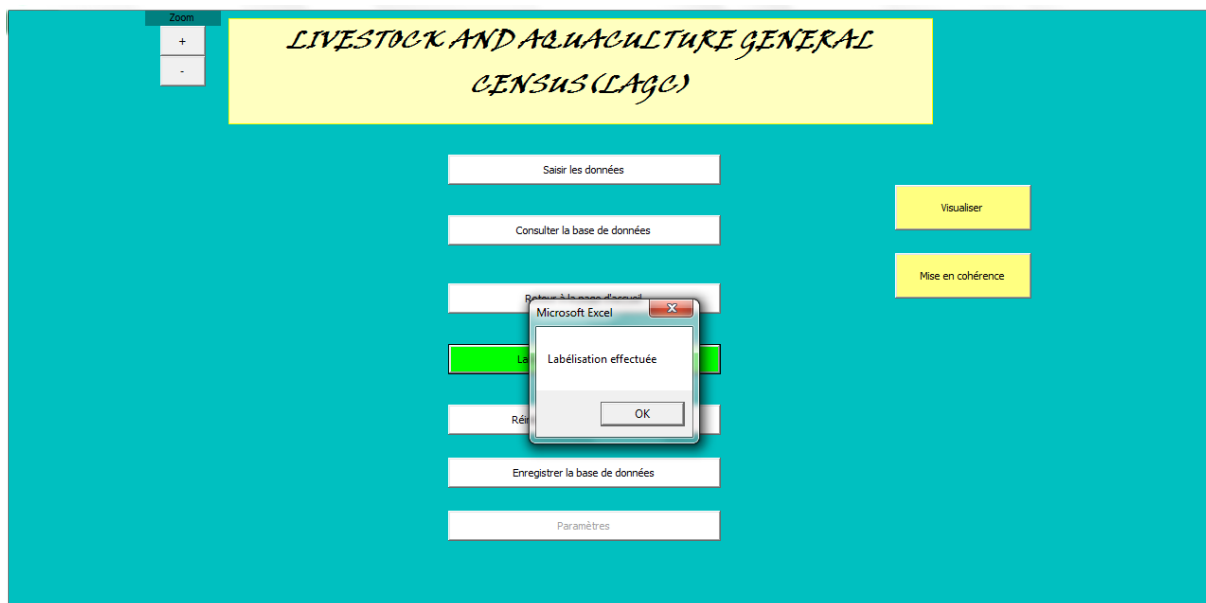 Zoom
+
-
LIVESTOCK AND AQUACULTURE GENERAL
CENSUS (LAGC)
Saisir les données
Consulter la base de données
Visualiser
Mise en cohérence
Microsoft Excel
Labélisation effectuée
OK
Enregistrer la base de données
Paramètres